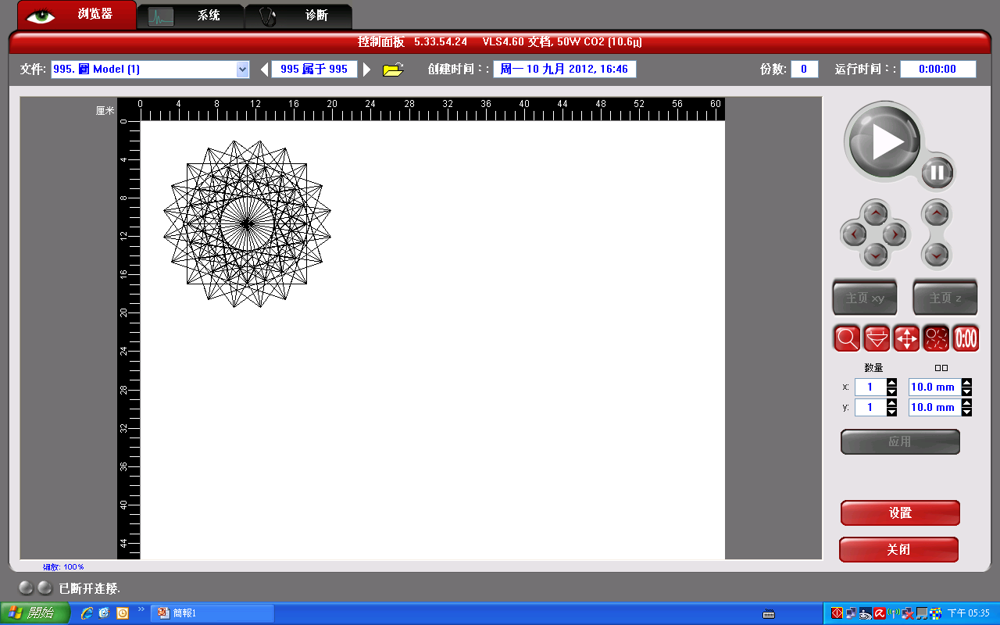 浏览器 系统 诊断
控制面板 5.33.54.24 VLS4.60 文档, 50W CO2 (10.6µ)
文件: 995. 圖 Model (1) 995 属于 995 创建时间:: 周一 10 九月 2012, 16:46 份数: 0 运行时间:: 0:00:00
厘米 0 4 8 12 16 20 24 28 32 36 40 44 48 52 56 60
0
4
8
12
16
20
24
28
32
36
40
44
主页 xy 主页 z
0:00
数量 口口
x: 1 10.0 mm
y: 1 10.0 mm
应用
设置
关闭
缩放: 100%
已断开连接.
開始 簡報1 下午 05:35